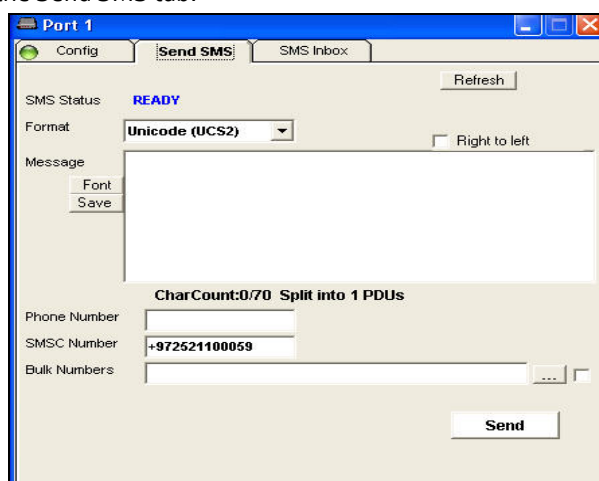 the Send SMS tab.
Port 1
Config Send SMS SMS Inbox
Refresh
SMS Status READY
Format Unicode (UCS2) Right to left
Message
Font
Save
CharCount:0/70 Split into 1 PDUs
Phone Number
SMSC Number +972521100059
Bulk Numbers ...
Send